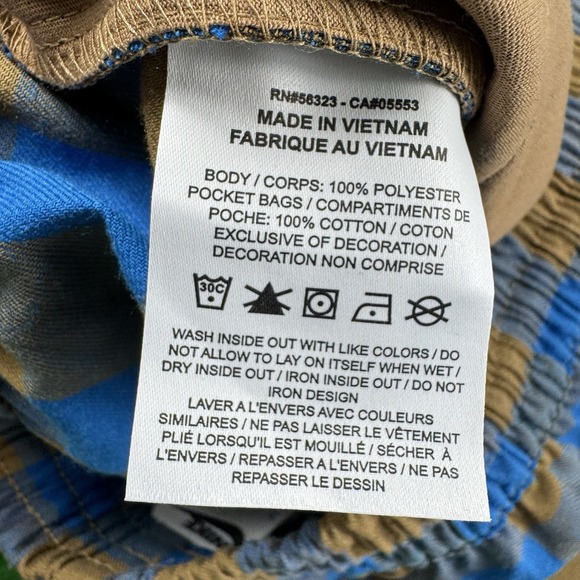 RN#56323 - CA#05553
MADE IN VIETNAM
FABRIQUE AU VIETNAM
BODY / CORPS: 100% POLYESTER
POCKET BAGS / COMPARTIMENTS DE
POCHE: 100% COTTON / COTON
EXCLUSIVE OF DECORATION /
DECORATION NON COMPRISE
30C
WASH INSIDE OUT WITH LIKE COLORS / DO
NOT ALLOW TO LAY ON ITSELF WHEN WET /
DRY INSIDE OUT / IRON INSIDE OUT / DO NOT
IRON DESIGN
LAVER A L'ENVERS AVEC COULEURS
SIMILAIRES / NE PAS LAISSER LE VÊTEMENT
PLIÉ LORSQU'IL EST MOUILLÉ / SÉCHER À
L'ENVERS / REPASSER A L'ENVERS / NE PAS
REPASSER LE DESSIN